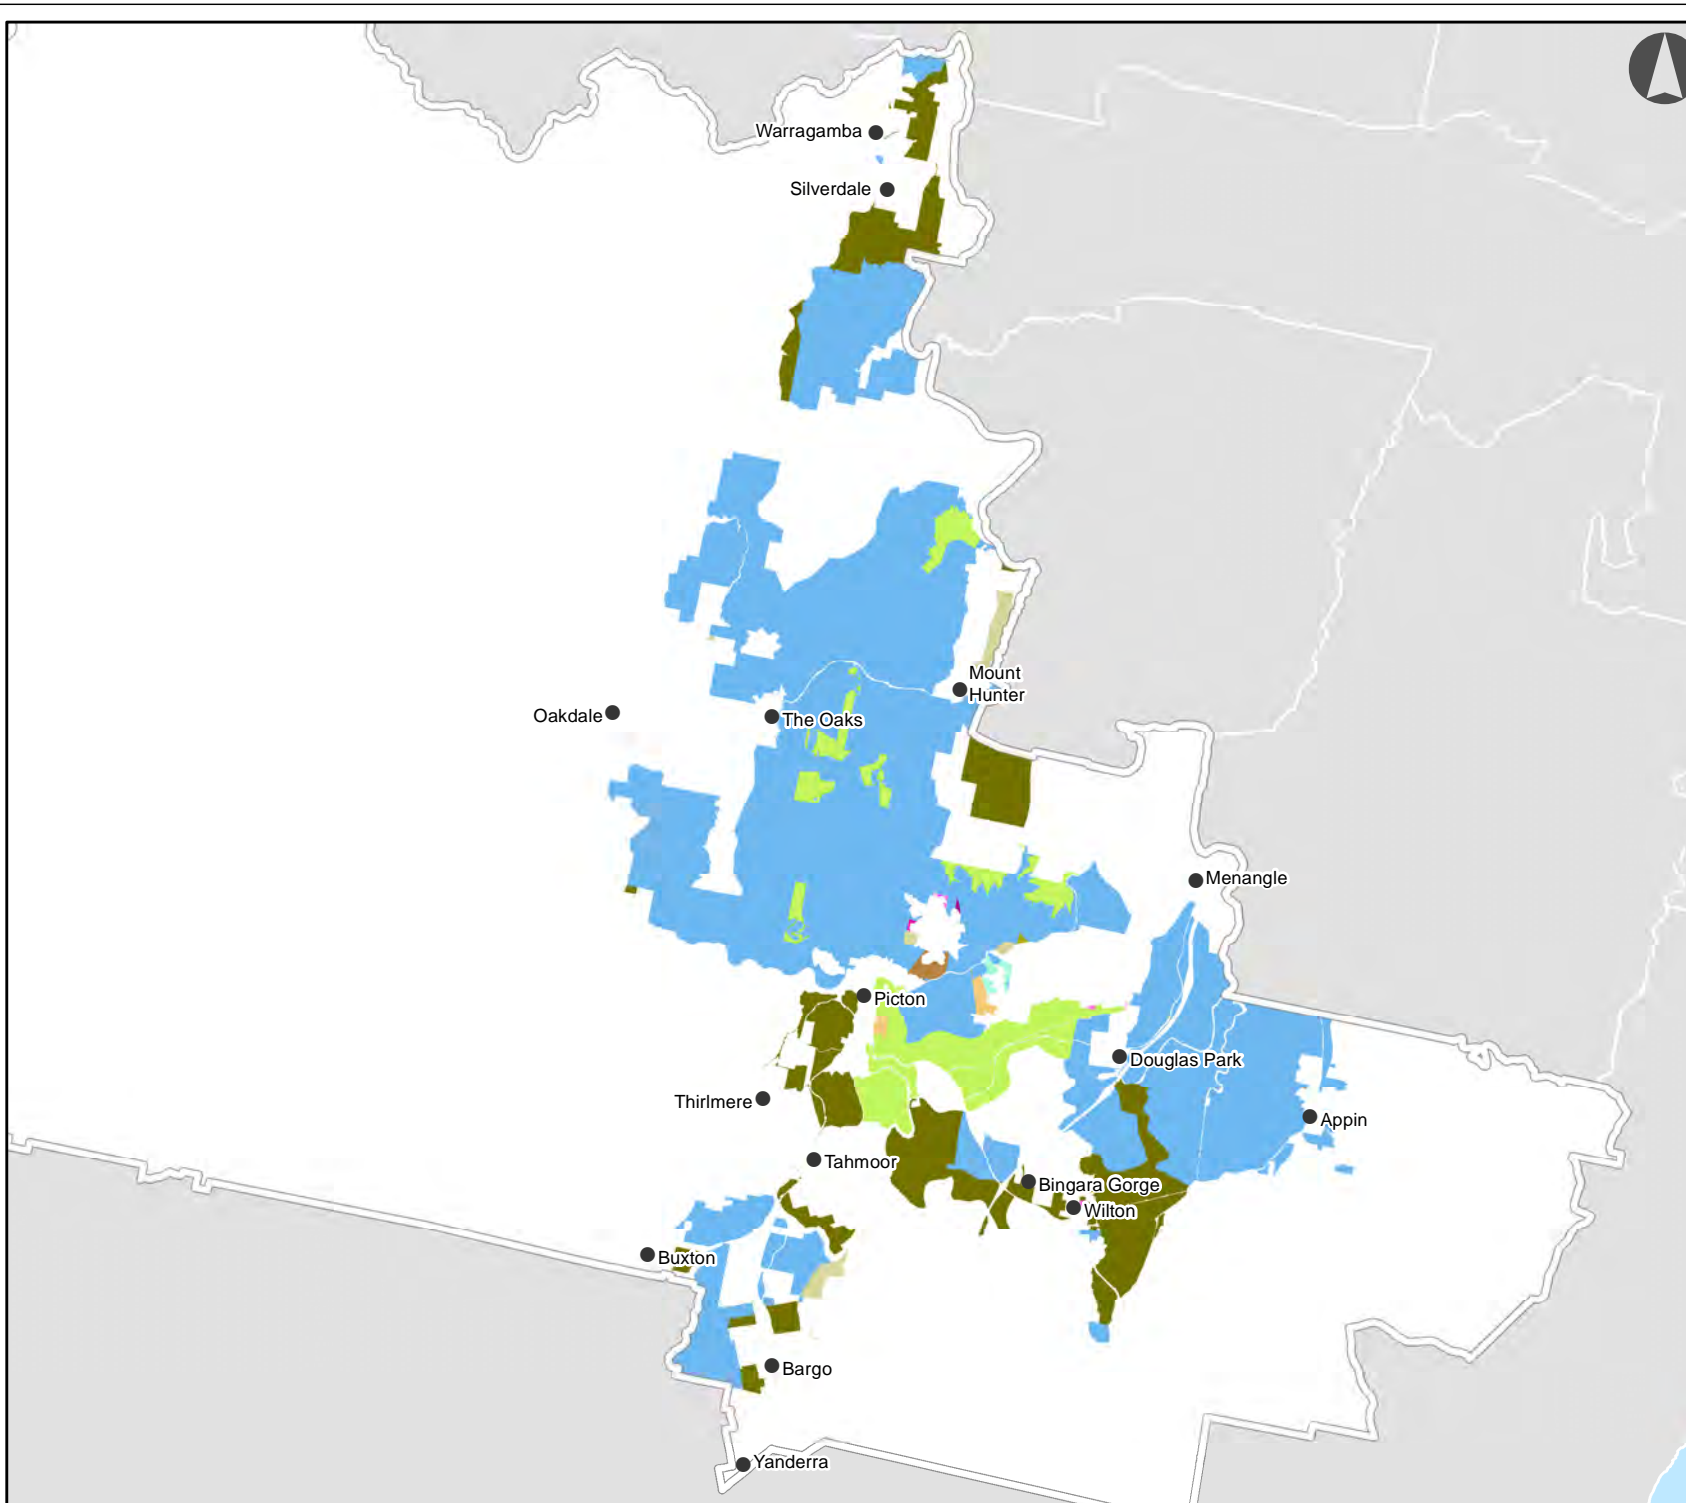 Warragamba
Silverdale
Mount
Hunter
Oakdale
The Oaks
Menangle
Picton
Douglas Park
Thirlmere
Appin
Tahmoor
Bingara Gorge
Wilton
Buxton
Bargo
Yanderra